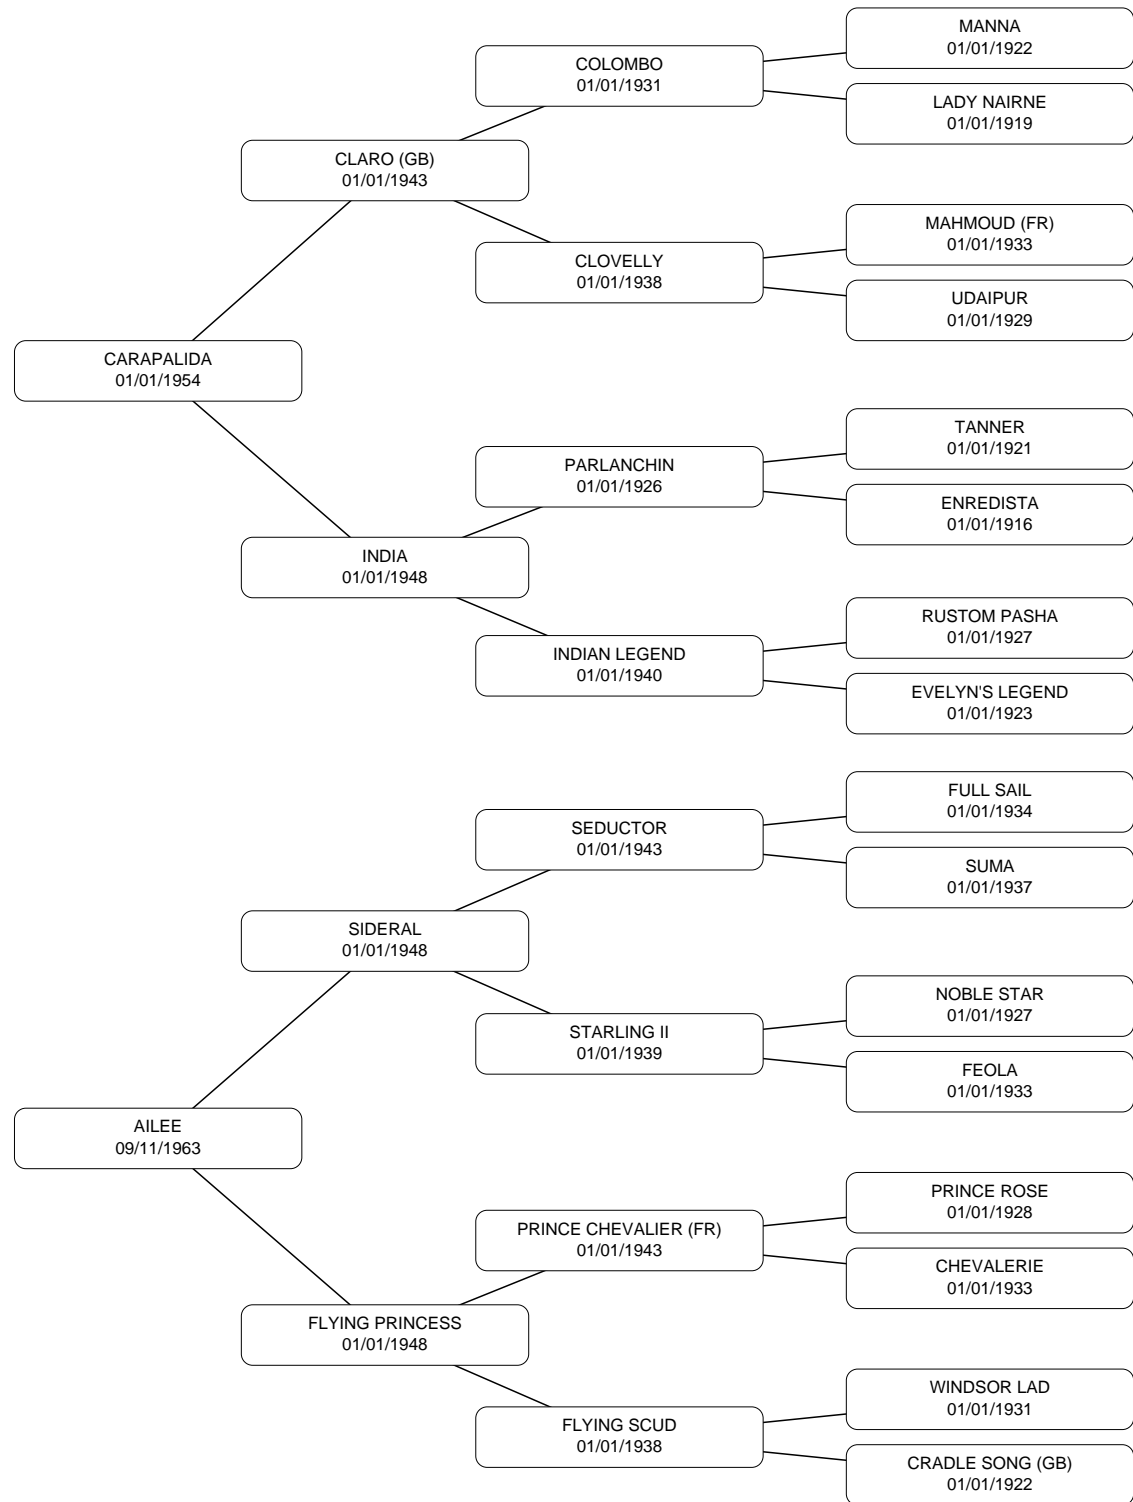 MANNA
01/01/1922
COLOMBO
01/01/1931
LADY NAIRNE
01/01/1919
CLARO (GB)
01/01/1943
MAHMOUD (FR)
01/01/1933
CLOVELLY
01/01/1938
UDAIPUR
01/01/1929
CARAPALIDA
01/01/1954
TANNER
01/01/1921
PARLANCHIN
01/01/1926
ENREDISTA
01/01/1916
INDIA
01/01/1948
RUSTOM PASHA
01/01/1927
INDIAN LEGEND
01/01/1940
EVELYN'S LEGEND
01/01/1923
FULL SAIL
01/01/1934
SEDUCTOR
01/01/1943
SUMA
01/01/1937
SIDERAL
01/01/1948
NOBLE STAR
01/01/1927
STARLING II
01/01/1939
FEOLA
01/01/1933
AILEE
09/11/1963
PRINCE ROSE
01/01/1928
PRINCE CHEVALIER (FR)
01/01/1943
CHEVALERIE
01/01/1933
FLYING PRINCESS
01/01/1948
WINDSOR LAD
01/01/1931
FLYING SCUD
01/01/1938
CRADLE SONG (GB)
01/01/1922